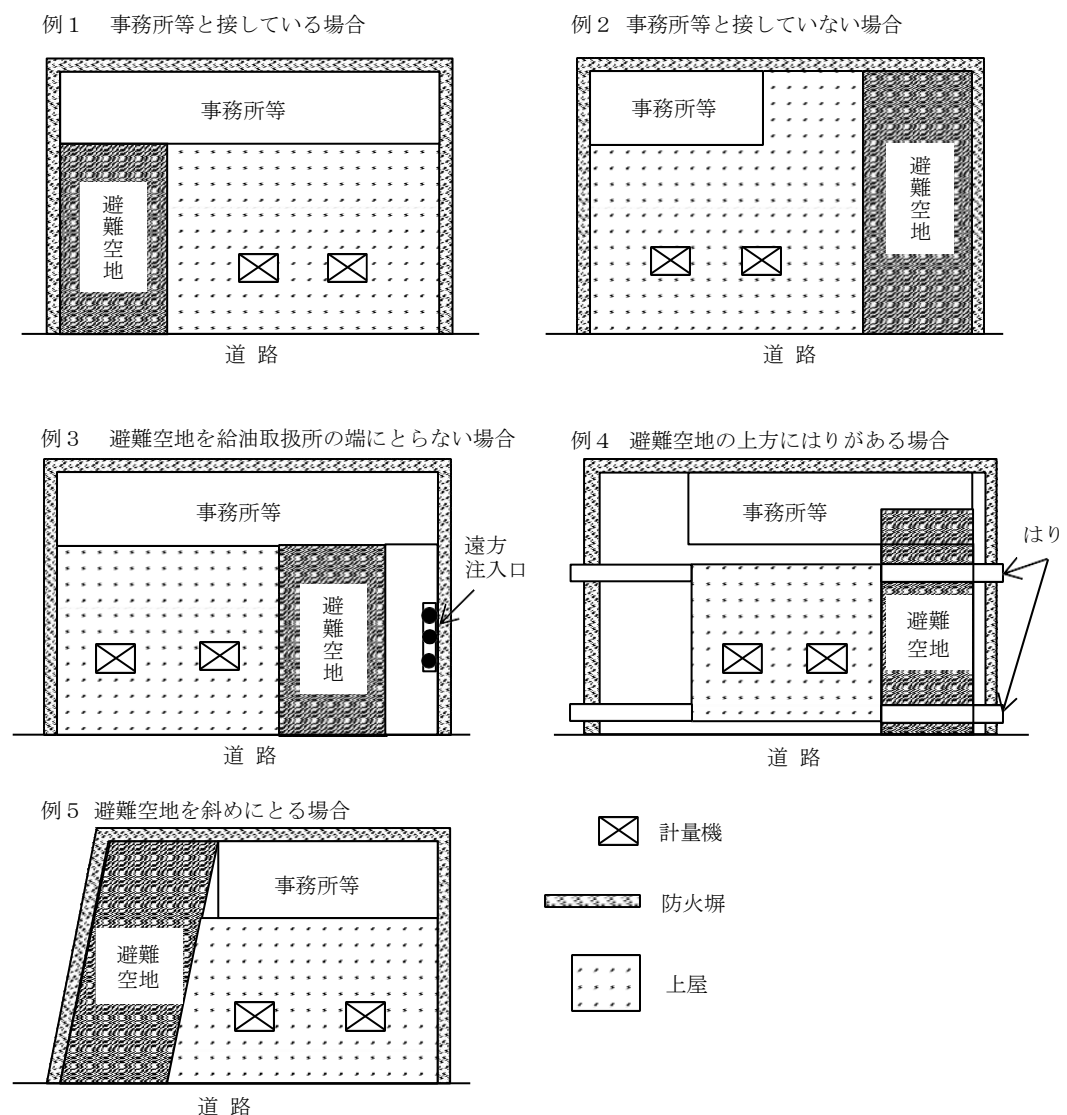 例１　事務所等と接している場合
事務所等
避難空地
道 路
例２ 事務所等と接していない場合
事務所等
避難空地
道 路
例３　避難空地を給油取扱所の端にとらない場合
事務所等
避難空地
遠方
注入口
道 路
例４ 避難空地の上方にはりがある場合
事務所等
はり
避難
空地
道 路
例５ 避難空地を斜めにとる場合
事務所等
避難
空地
道 路
計量機
防火塀
上屋